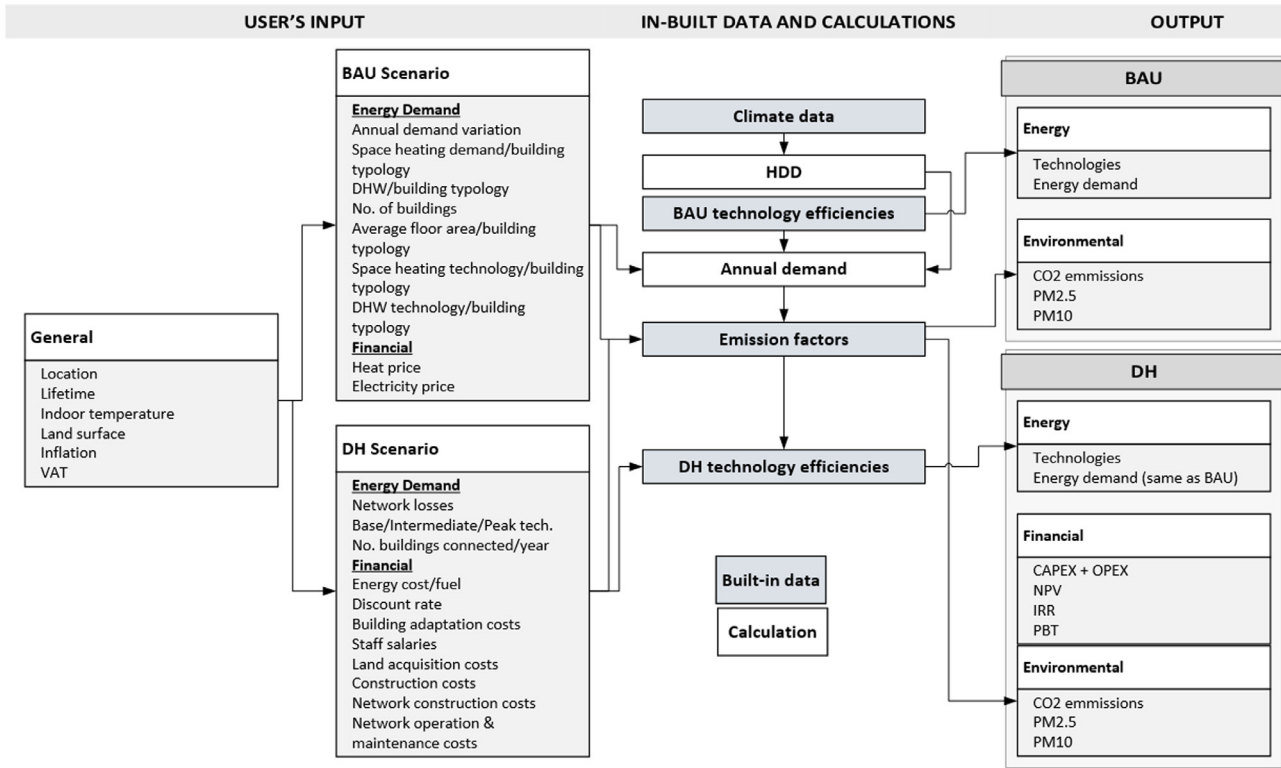 USER'S INPUT
IN-BUILT DATA AND CALCULATIONS
OUTPUT
General
Location
Lifetime
Indoor temperature
Land surface
Inflation
VAT
BAU Scenario
Energy Demand
Annual demand variation
Space heating demand/building
typology
DHW/building typology
No. of buildings
Average floor area/building
typology
Space heating technology/building
typology
DHW technology/building
typology
Financial
Heat price
Electricity price
DH Scenario
Energy Demand
Network losses
Base/Intermediate/Peak tech.
No. buildings connected/year
Financial
Energy cost/fuel
Discount rate
Building adaptation costs
Staff salaries
Land acquisition costs
Construction costs
Network construction costs
Network operation &
maintenance costs
Climate data
HDD
BAU technology efficiencies
Annual demand
Emission factors
DH technology efficiencies
Built-in data
Calculation
BAU
Energy
Technologies
Energy demand
Environmental
CO2 emmissions
PM2.5
PM10
DH
Energy
Technologies
Energy demand (same as BAU)
Financial
CAPEX + OPEX
NPV
IRR
PBT
Environmental
CO2 emmissions
PM2.5
PM10